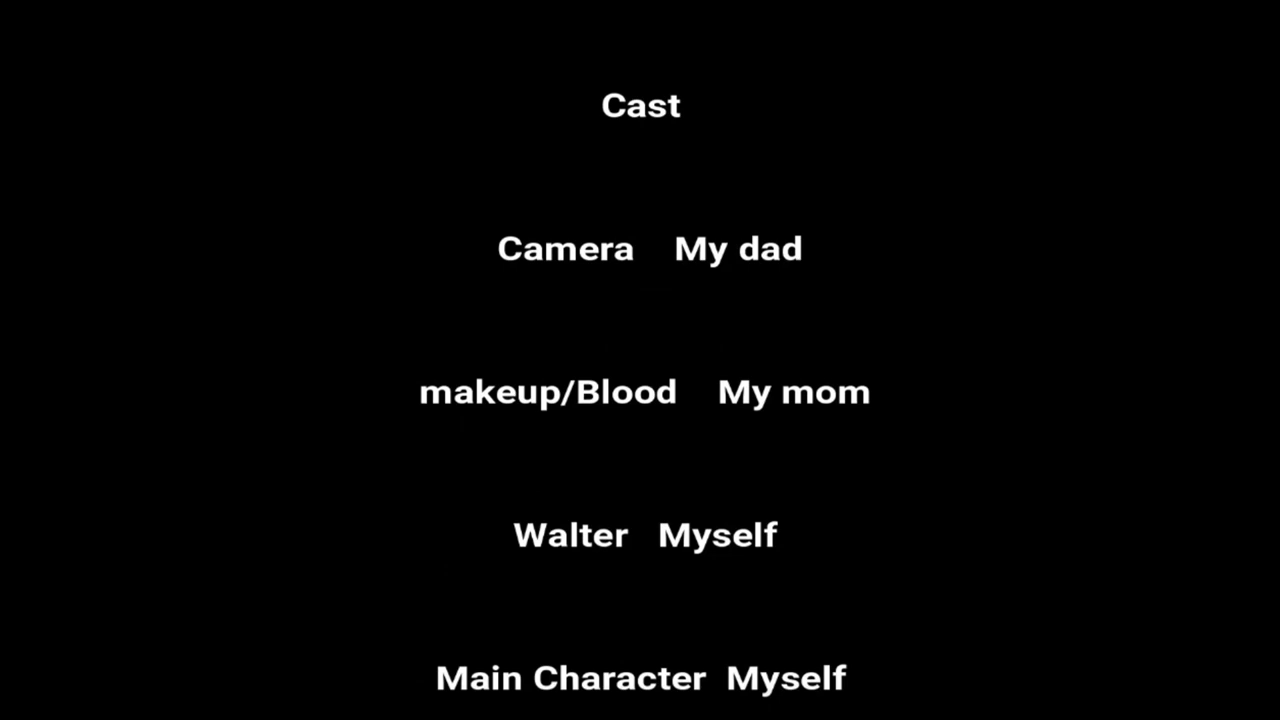 Cast
Camera My dad
makeup/Blood My mom
Walter Myself
Main Character Myself